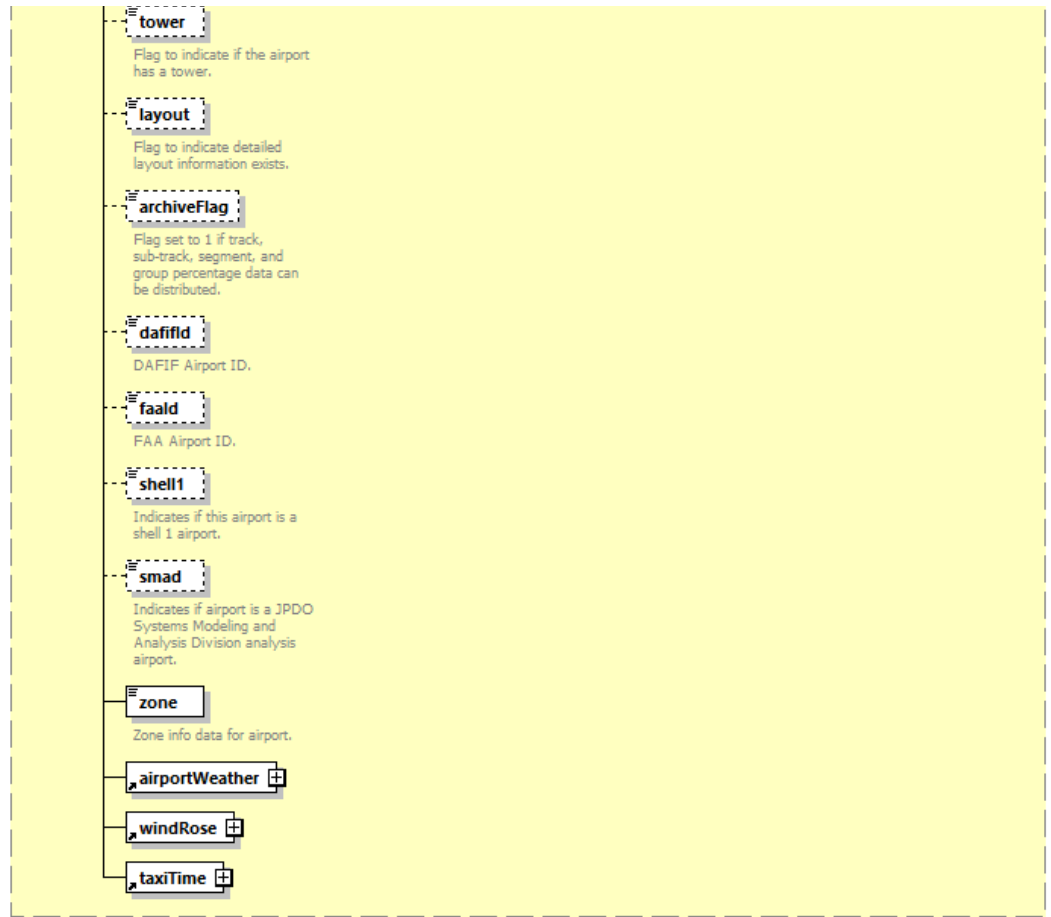 tower
Flag to indicate if the airport
has a tower.
layout
Flag to indicate detailed
layout information exists.
archiveFlag
Flag set to 1 if track,
sub-track, segment, and
group percentage data can
be distributed.
dafifId
DAFIF Airport ID.
faaId
FAA Airport ID.
shell1
Indicates if this airport is a
shell 1 airport.
smad
Indicates if airport is a JPDO
Systems Modeling and
Analysis Division analysis
airport.
zone
Zone info data for airport.
airportWeather
windRose
taxiTime